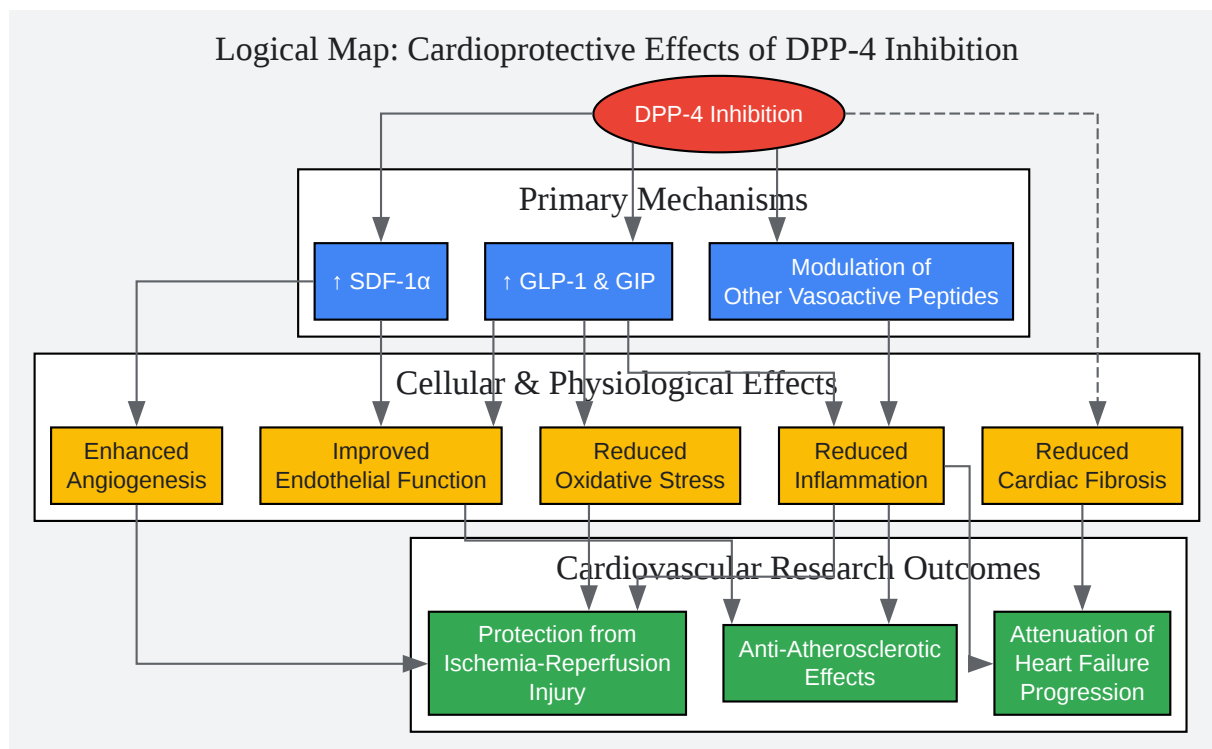 Logical Map: Cardioprotective Effects of DPP-4 Inhibition
DPP-4 Inhibition
Primary Mechanisms
↑ SDF-1α
↑ GLP-1 & GIP
Modulation of
Other Vasoactive Peptides
Cellular & Physiological Effects
Enhanced
Angiogenesis
Improved
Endothelial Function
Reduced
Oxidative Stress
Reduced
Inflammation
Reduced
Cardiac Fibrosis
Cardiovascular Research Outcomes
Protection from
Ischemia-Reperfusion
Injury
Anti-Atherosclerotic
Effects
Attenuation of
Heart Failure
Progression